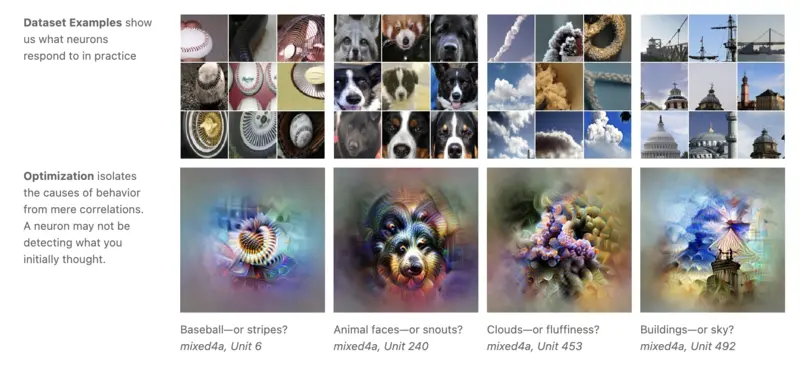 Dataset Examples show
us what neurons
respond to in practice
Optimization isolates
the causes of behavior
from mere correlations.
A neuron may not be
detecting what you
initially thought.
Baseball—or stripes?
mixed4a, Unit 6
Animal faces—or snouts?
mixed4a, Unit 240
Clouds—or fluffiness?
mixed4a, Unit 453
Buildings—or sky?
mixed4a, Unit 492